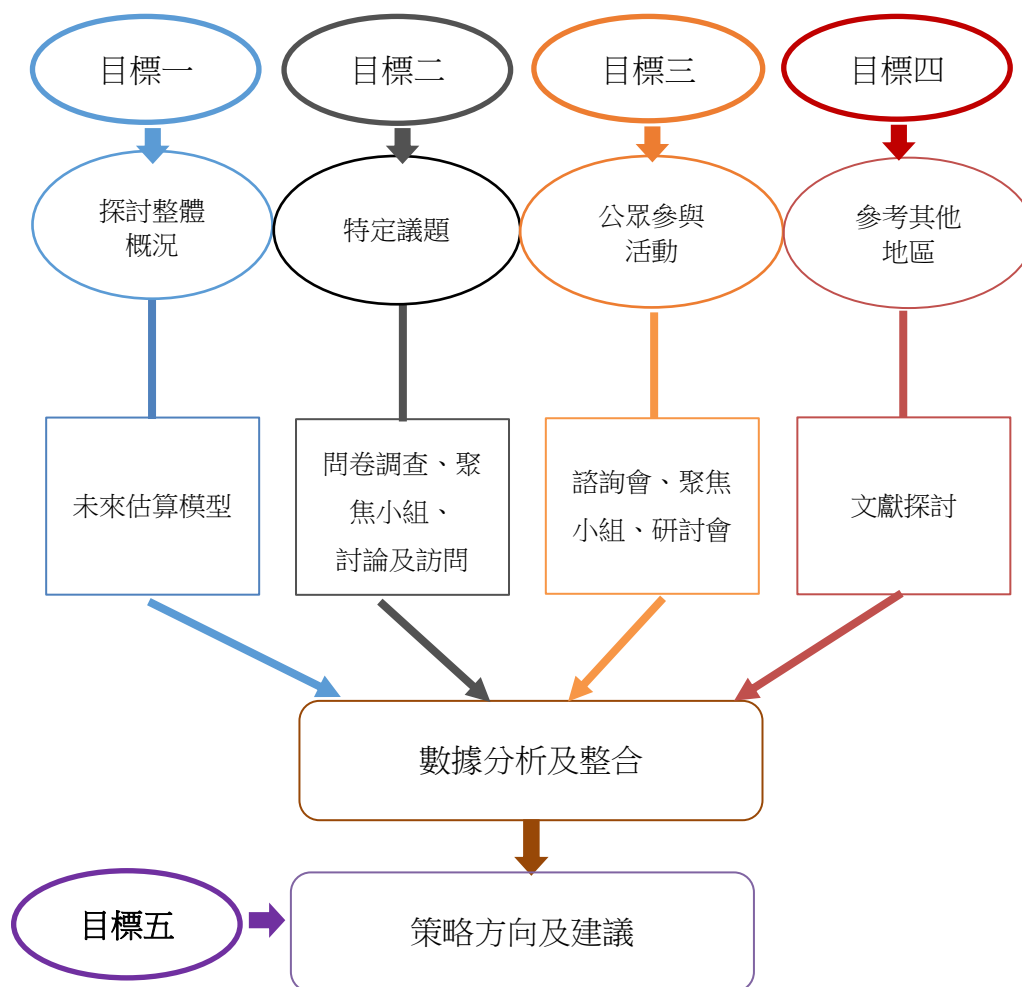 目標一
目標二
目標三
目標四
探討整體
概況
特定議題
公眾參與
活動
參考其他
地區
未來估算模型
問卷調查、聚
焦小組、
討論及訪問
諮詢會、聚焦
小組、研討會
文獻探討
數據分析及整合
目標五
策略方向及建議